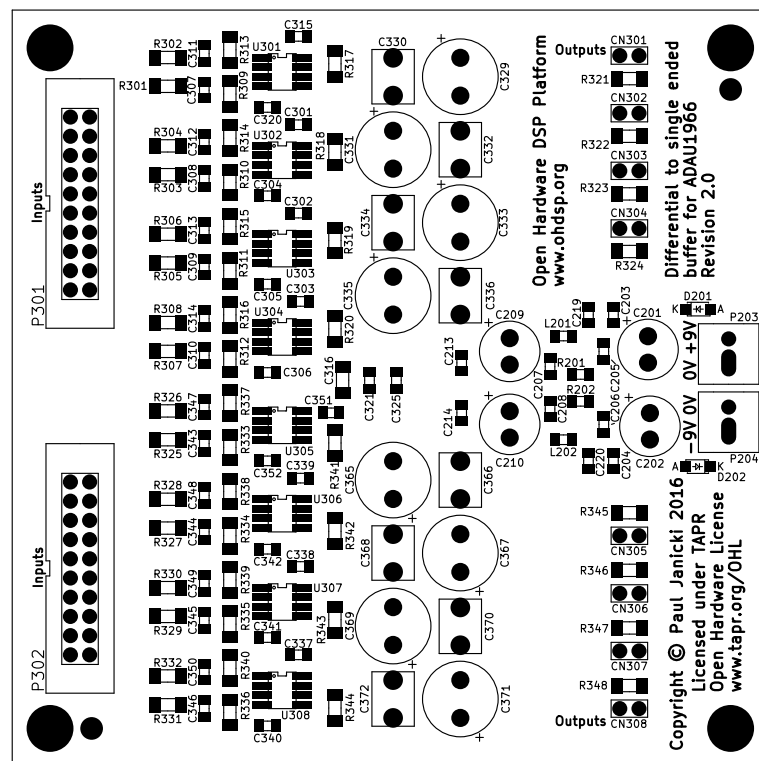 C315
CN301
R302
C311
R313
U301
R317
C330
+
C329
Outputs
R321
R301
C307
R309
C320
C301
CN302
R304
C312
R314
U302
R318
C331
+
C332
R322
R303
C308
R310
C304
C302
CN303
R323
Inputs
R306
C313
R315
R319
C334
+
C333
CN304
R305
C309
R311
U303
R324
C305
C303
C335
+
C336
P301
R308
C314
R316
U304
R320
R307
C310
R312
C306
C316
C321
C325
C351
Open Hardware DSP Platform
www.ohdsp.org
Differential to single ended
buffer for ADAU1966
Revision 2.0
C209
+
C213
L201
C219
C203
C201
+
D201
K
A
P203
0V +9V
C207
R201
C205
C214
C208
R202
C206
C210
+
L202
C220
C204
C202
+
-9V 0V
P204
A
K
D202
R326
C347
R337
R325
C343
R333
U305
R341
C352
C339
C365
+
C366
R328
C348
R338
U306
R342
C368
C367
+
R327
C344
R334
C342
C338
Inputs
R330
C349
R339
U307
R343
C369
+
C370
R329
C345
R335
C341
C337
P302
R332
C350
R340
R344
C372
C371
+
R331
C346
R336
U308
C340
R345
CN305
R346
CN306
R347
CN307
R348
Outputs
CN308
Copyright © Paul Janicki 2016
Licensed under TAPR
Open Hardware License
www.tapr.org/OHL